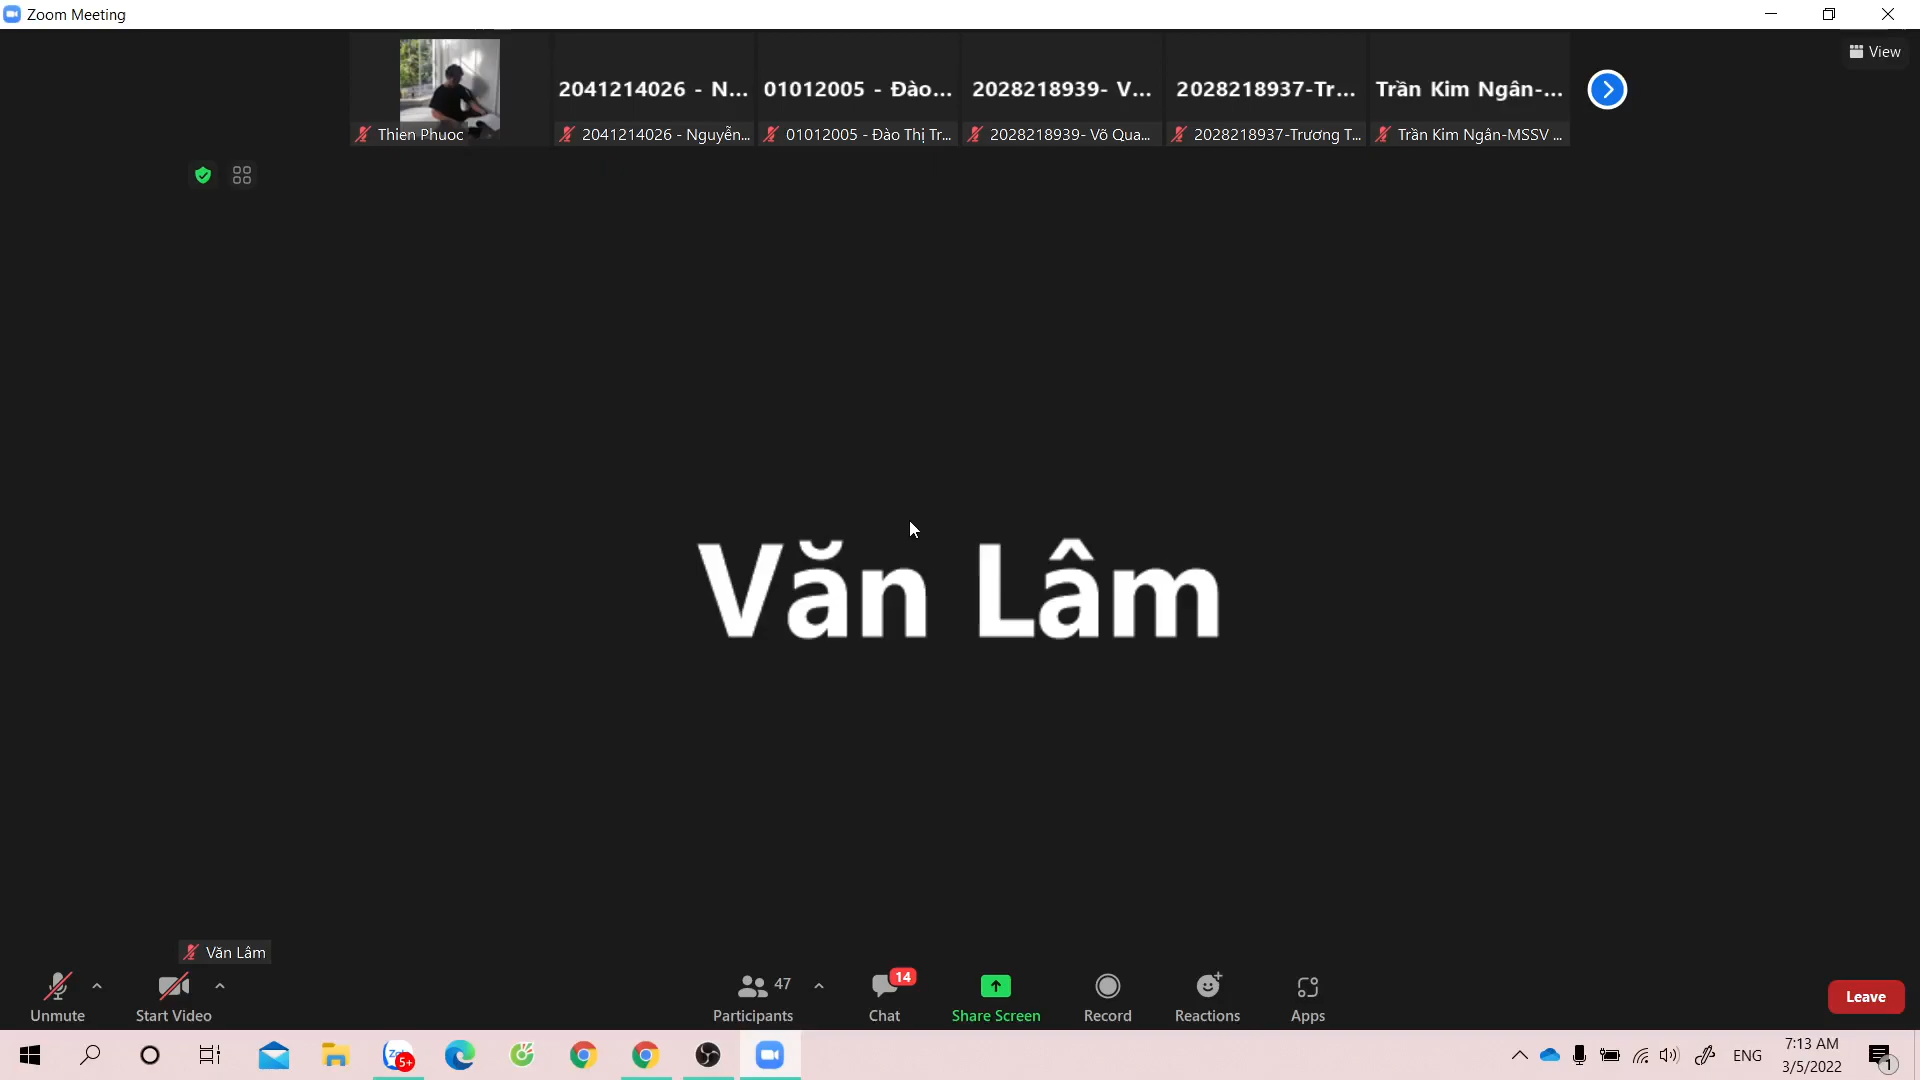 Zoom Meeting
View
2041214026 - N...
01012005 - Đào...
2028218939- V...
2028218937-Tr...
Trần Kim Ngân-...
Thien Phuoc
2041214026 - Nguyễn...
01012005 - Đào Thị Tr...
2028218939- Võ Qua...
2028218937-Trương T...
Trần Kim Ngân-MSSV ...
Văn Lâm
Văn Lâm
47
14
Unmute
Start Video
Participants
Chat
Share Screen
Record
Reactions
Apps
Leave
5+
ENG
7:13 AM
3/5/2022
1